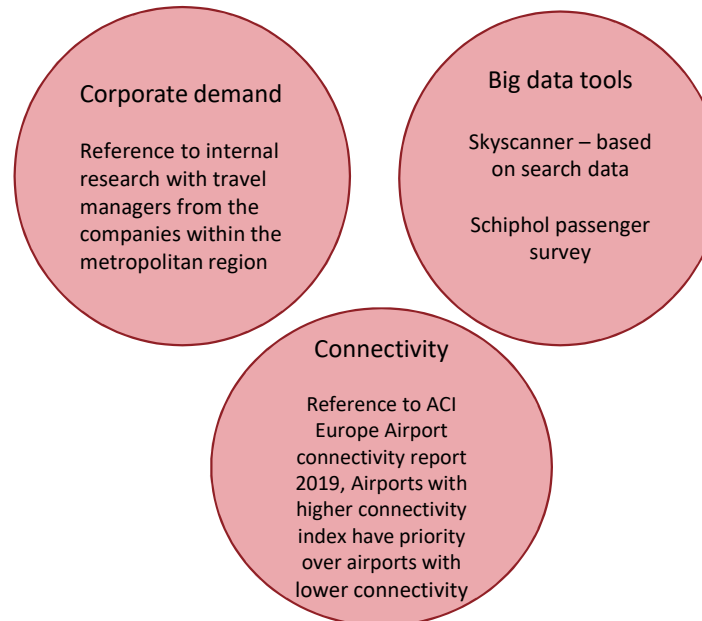 Corporate demand
Reference to internal
research with travel
managers from the
companies within the
metropolitan region
Big data tools
Skyscanner – based
on search data
Schiphol passenger
survey
Connectivity
Reference to ACI
Europe Airport
connectivity report
2019, Airports with
higher connectivity
index have priority
over airports with
lower connectivity